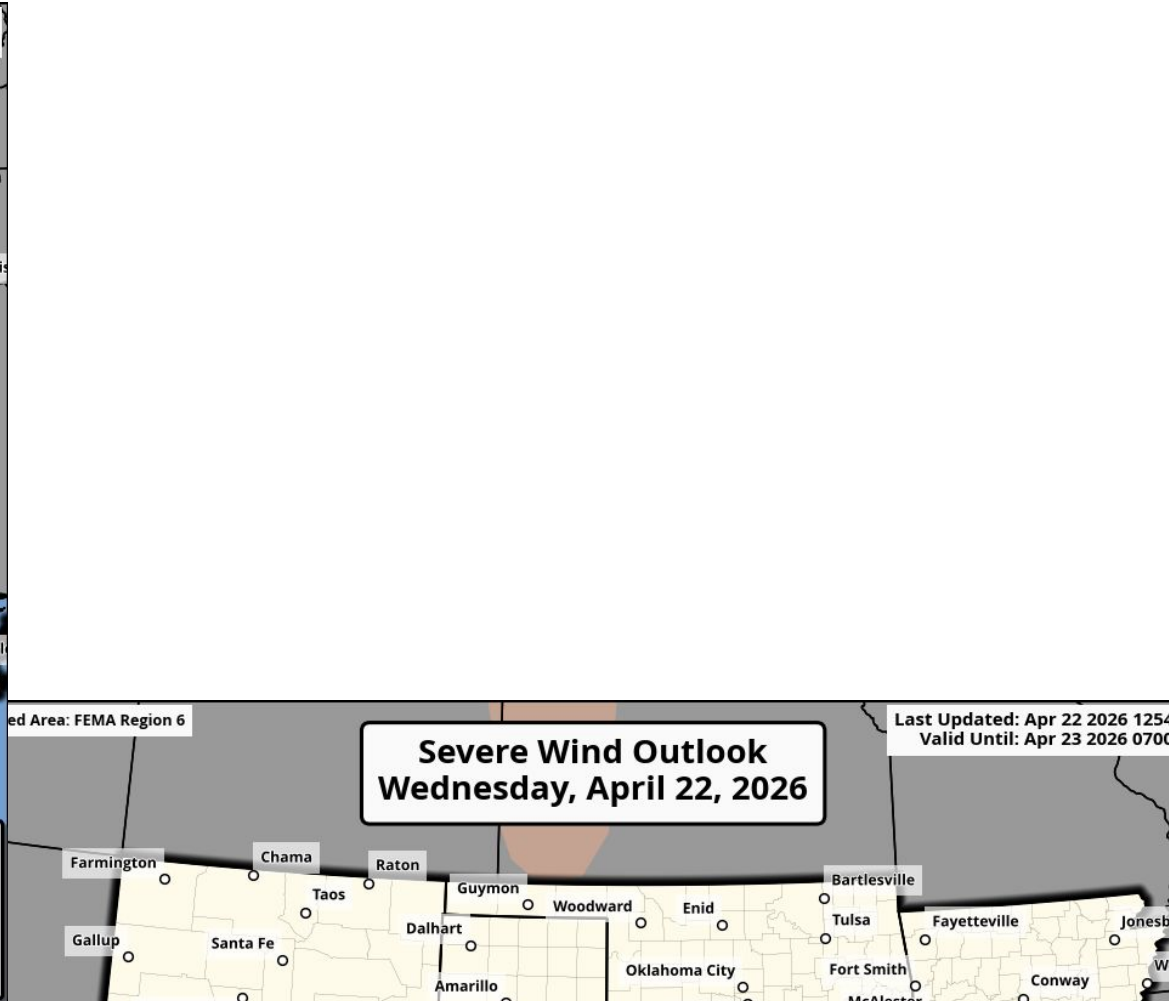 ed Area: FEMA Region 6
Severe Wind Outlook
Wednesday, April 22, 2026
Last Updated: Apr 22 2026 1254
Valid Until: Apr 23 2026 0700
Farmington
Chama
Raton
Taos
Guymon
Woodward
Enid
Bartlesville
Tulsa
Fayetteville
Jonesb
Gallup
Santa Fe
Dalhart
Amarillo
Oklahoma City
Fort Smith
McAlester
Conway
W